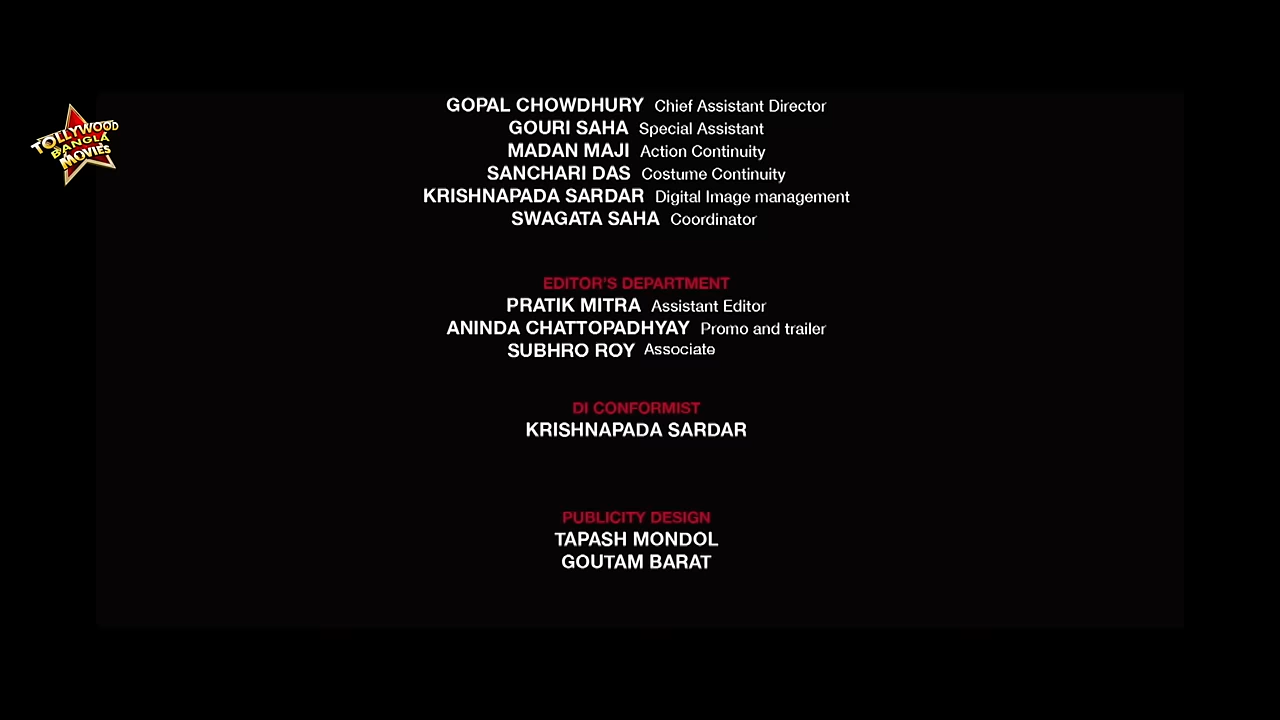 TOLLYWOOD
BANGLA
MOVIES
GOPAL CHOWDHURY Chief Assistant Director
GOURI SAHA Special Assistant
MADAN MAJI Action Continuity
SANCHARI DAS Costume Continuity
KRISHNAPADA SARDAR Digital Image management
SWAGATA SAHA Coordinator
EDITOR'S DEPARTMENT
PRATIK MITRA Assistant Editor
ANINDA CHATTOPADHYAY Promo and trailer
SUBHRO ROY Associate
DI CONFORMIST
KRISHNAPADA SARDAR
PUBLICITY DESIGN
TAPASH MONDOL
GOUTAM BARAT